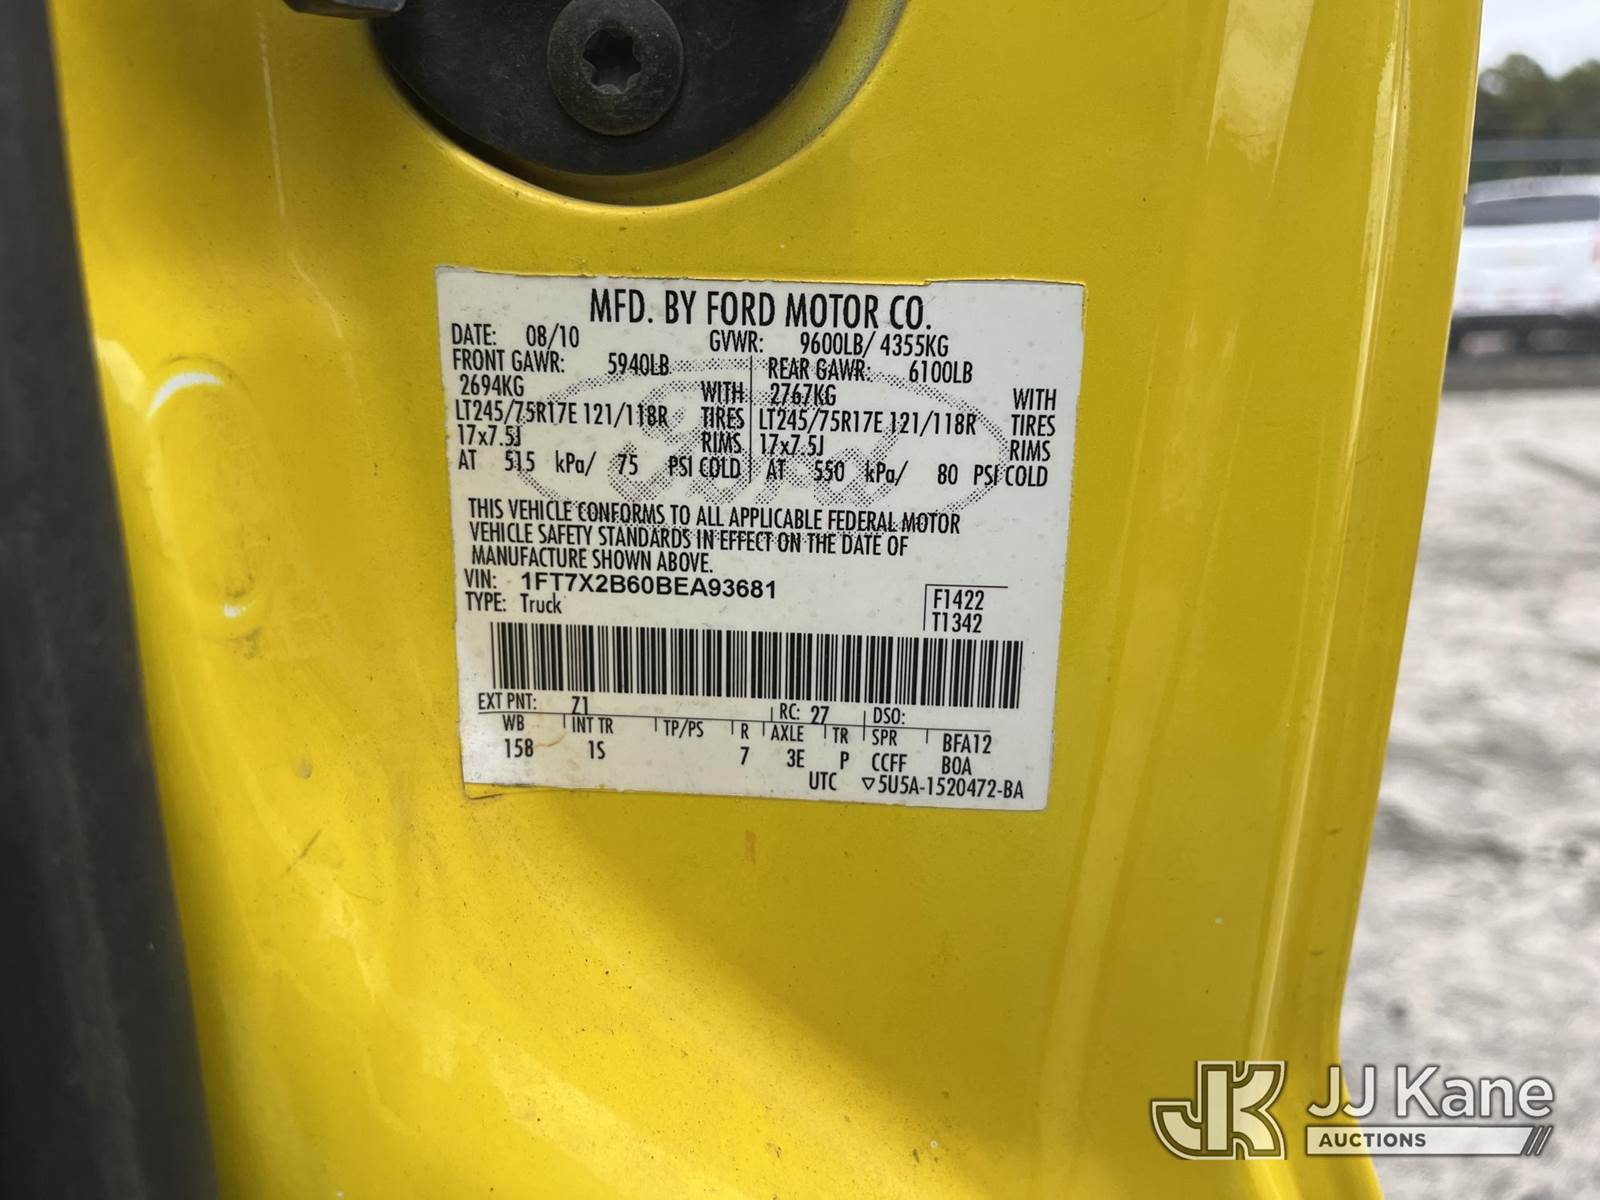 MFD. BY FORD MOTOR CO.
DATE: 08/10 GVWR: 9600LB/ 4355KG
FRONT GAWR: 5940LB REAR GAWR: 6100LB
2694KG WITH 2767KG WITH
LT245/75R17E 121/118R TIRES LT245/75R17E 121/118R TIRES
17x7.5J RIMS 17x7.5J RIMS
AT 515 kPa/ 75 PSI COLD AT 550 kPa/ 80 PSI COLD
THIS VEHICLE CONFORMS TO ALL APPLICABLE FEDERAL MOTOR
VEHICLE SAFETY STANDARDS IN EFFECT ON THE DATE OF
MANUFACTURE SHOWN ABOVE.
VIN: 1FT7X2B60BEA93681
TYPE: Truck
F1422
T1342
EXT PNT: Z1 RC: 27 DSO:
WB INT TR TP/PS R AXLE TR SPR BFA12
158 1S 7 3E P CCFF BOA
UTC ▽5U5A-1520472-BA
JK JJ Kane
AUCTIONS